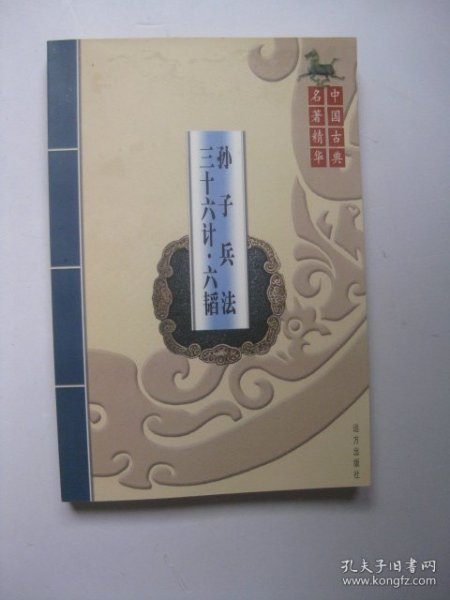 中国古典
名著精华
孙子兵法
三十六计·六韬
远方出版社
孔夫子旧书网
www.kongfz.com